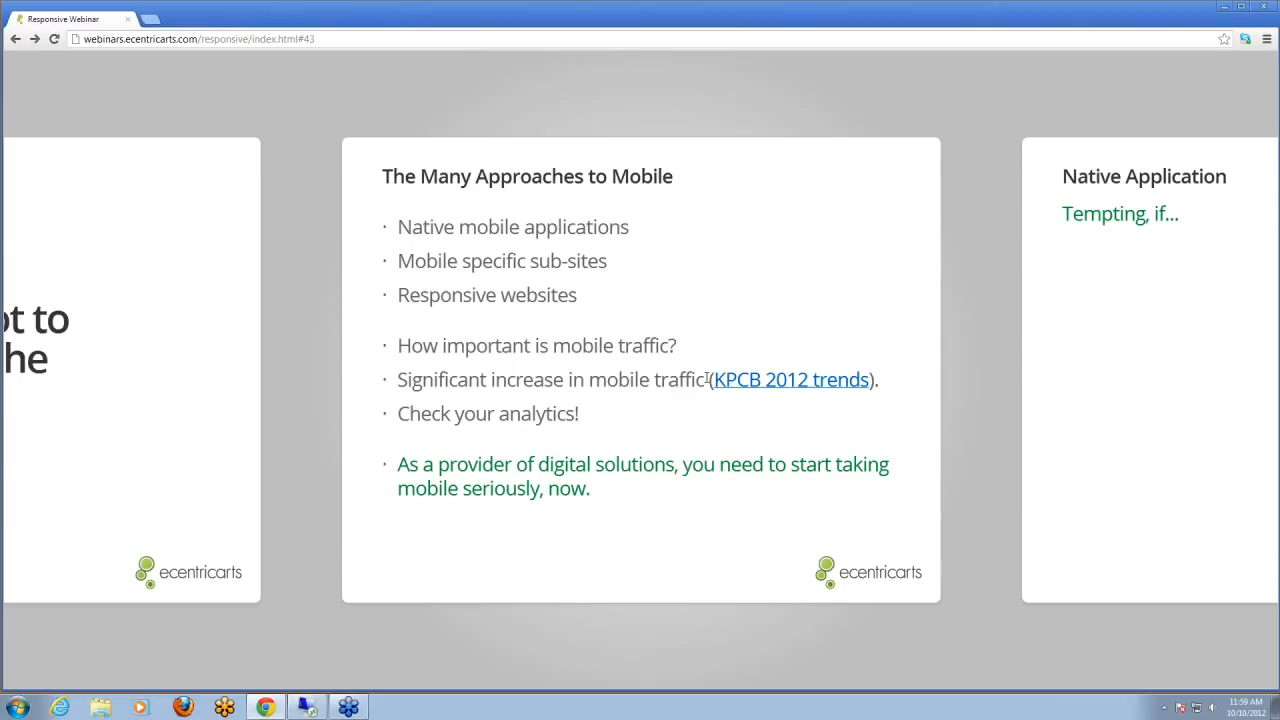 Responsive Webinar
webinars.ecentricarts.com/responsive/index.html#43
ot to
he
ecentricarts
The Many Approaches to Mobile
· Native mobile applications
· Mobile specific sub-sites
· Responsive websites
· How important is mobile traffic?
· Significant increase in mobile traffic (KPCB 2012 trends).
· Check your analytics!
· As a provider of digital solutions, you need to start taking
mobile seriously, now.
ecentricarts
Native Application
Tempting, if...
11:59 AM
10/10/2012